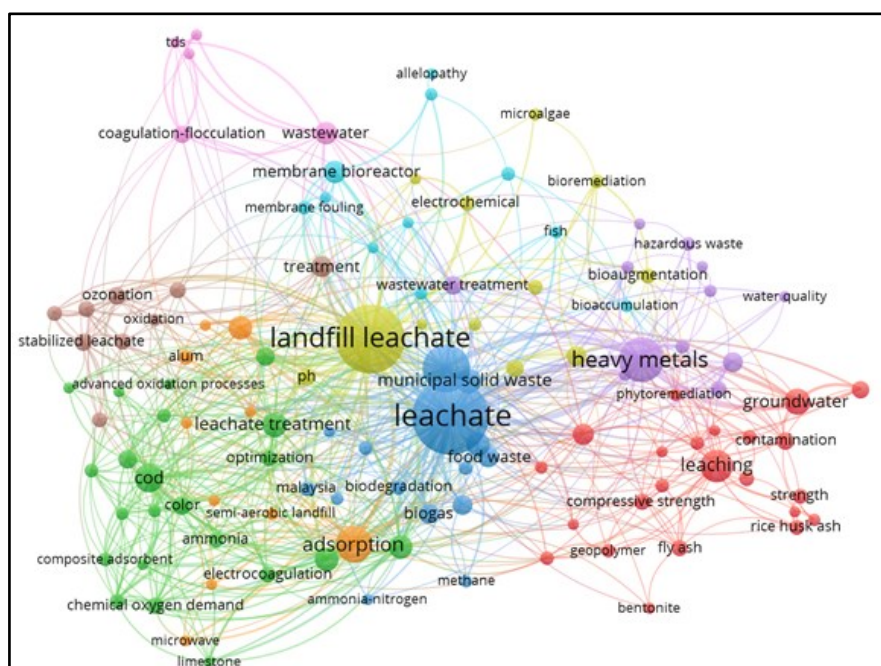 tds
allelopathy
microalgae
coagulation-flocculation
wastewater
membrane bioreactor
bioremediation
membrane fouling
electrochemical
fish
hazardous waste
treatment
bioaugmentation
wastewater treatment
ozonation
bioaccumulation
water quality
oxidation
landfill leachate
stabilized leachate
alum
heavy metals
ph
municipal solid waste
advanced oxidation processes
phytoremediation
groundwater
leachate
leachate treatment
contamination
optimization
food waste
leaching
cod
malaysia
biodegradation
strength
color
semi-aerobic landfill
biogas
compressive strength
rice husk ash
ammonia
adsorption
fly ash
geopolymer
composite adsorbent
electrocoagulation
methane
chemical oxygen demand
ammonia-nitrogen
bentonite
microwave
limestone